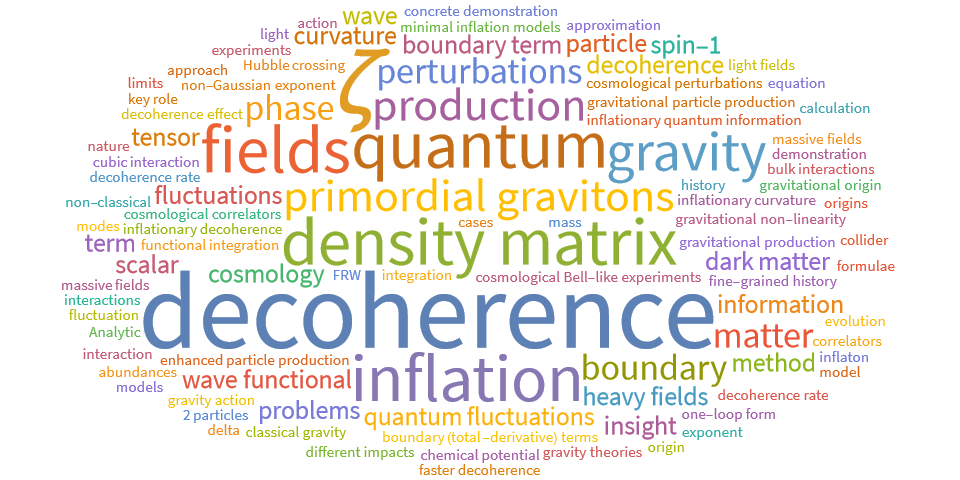 concrete demonstration
wave
action
minimal inflation models
approximation
light
curvature
boundary term
particle
spin–1
experiments
ζ
Hubble crossing
perturbations
decoherence
light fields
approach
limits
non–Gaussian exponent
cosmological perturbations
equation
key role
phase
production
gravitational particle production
calculation
decoherence effect
inflationary quantum information
tensor
fields
quantum
gravity
massive fields
nature
demonstration
cubic interaction
bulk interactions
decoherence rate
fluctuations
primordial gravitons
history
gravitational origin
non–classical
inflationary curvature
origins
cosmological correlators
cases
mass
gravitational non–linearity
modes
inflationary decoherence
density matrix
term
functional integration
gravitational production
collider
scalar
cosmology
FRW
integration
cosmological Bell–like experiments
dark matter
formulae
massive fields
fine–grained history
interactions
decoherence
information
fluctuation
evolution
Analytic
matter
correlators
interaction
enhanced particle production
inflation
boundary
method
inflaton
abundances
wave functional
model
models
heavy fields
decoherence rate
gravity action
2 particles
problems
quantum fluctuations
insight
one–loop form
delta
classical gravity
boundary (total–derivative) terms
exponent
different impacts
chemical potential
gravity theories
origin
faster decoherence